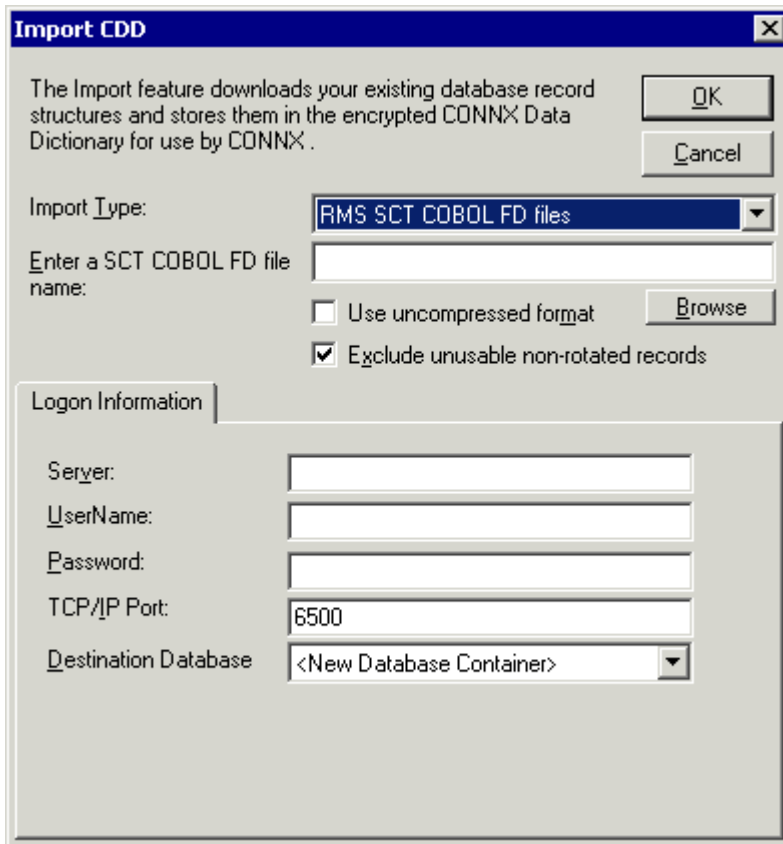 Import CDD
The Import feature downloads your existing database record
structures and stores them in the encrypted CONNX Data
Dictionary for use by CONNX .
OK
Cancel
Import Type:
RMS SCT COBOL FD files
Enter a SCT COBOL FD file
name:
Use uncompressed format
Browse
Exclude unusable non-rotated records
Logon Information
Server:
UserName:
Password:
TCP/IP Port:
6500
Destination Database
<New Database Container>